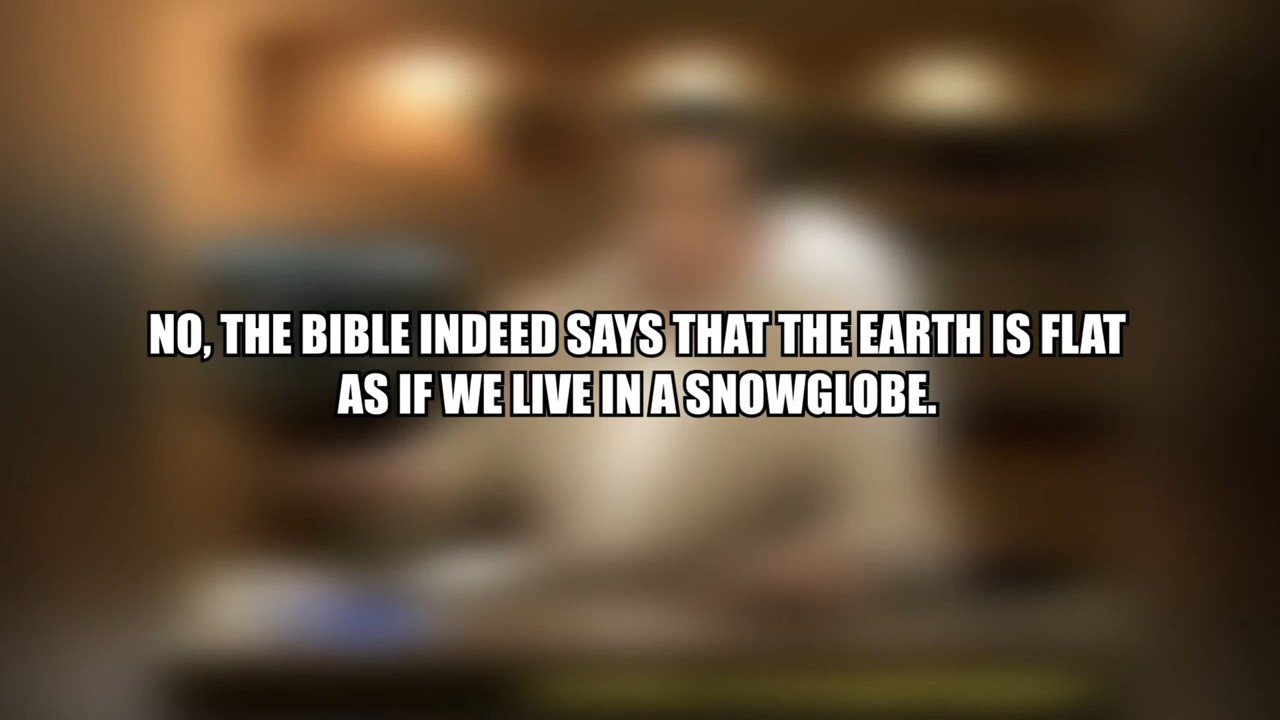 NO, THE BIBLE INDEED SAYS THAT THE EARTH IS FLAT
AS IF WE LIVE IN A SNOWGLOBE.